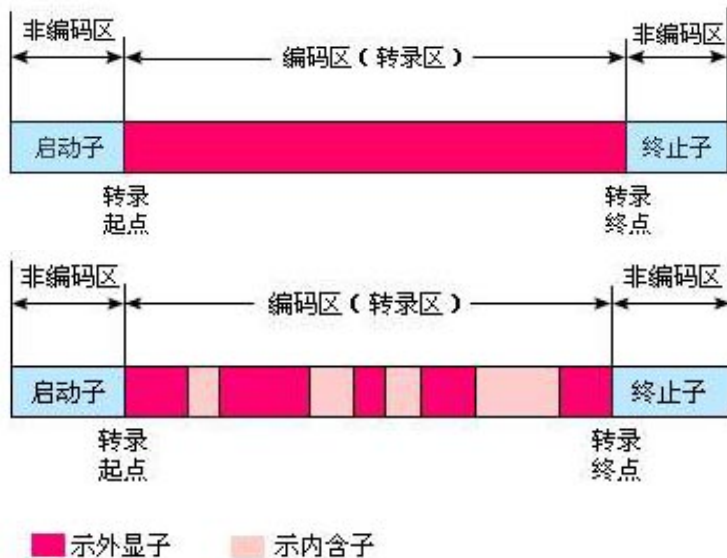 非编码区 编码区（转录区） 非编码区
启动子 终止子
转录 转录
起点 终点
非编码区 编码区（转录区） 非编码区
启动子 终止子
转录 转录
起点 终点
示外显子 示内含子